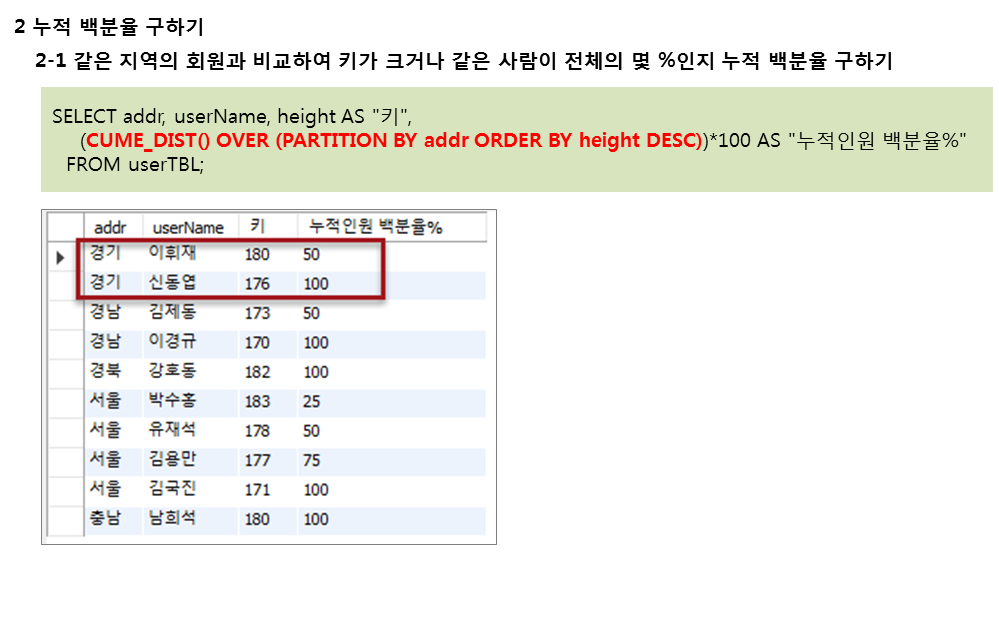 2 누적 백분율 구하기
2-1 같은 지역의 회원과 비교하여 키가 크거나 같은 사람이 전체의 몇 %인지 누적 백분율 구하기
SELECT addr, userName, height AS "키",
(CUME_DIST() OVER (PARTITION BY addr ORDER BY height DESC))*100 AS "누적인원 백분율%"
FROM userTBL;
addr userName 키 누적인원 백분율%
경기 이휘재 180 50
경기 신동엽 176 100
경남 김제동 173 50
경남 이경규 170 100
경북 강호동 182 100
서울 박수홍 183 25
서울 유재석 178 50
서울 김용만 177 75
서울 김국진 171 100
충남 남희석 180 100